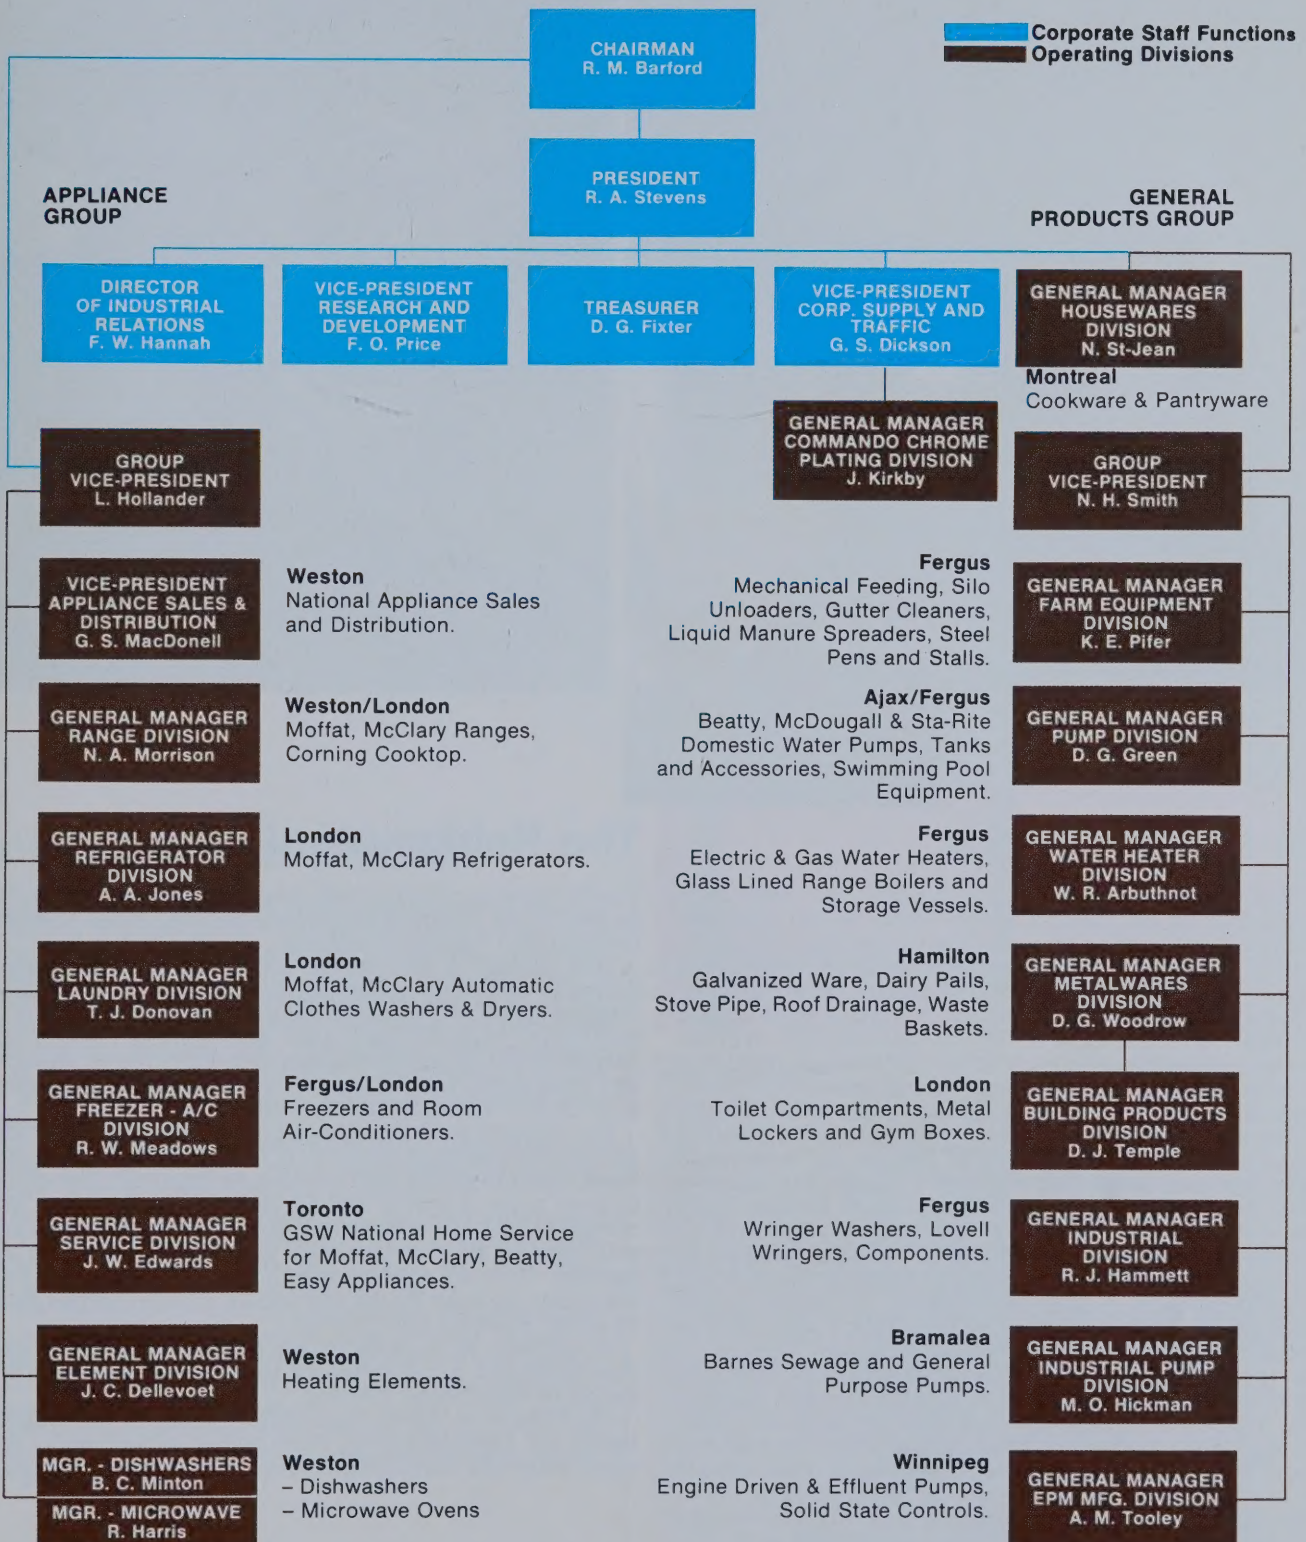 CHAIRMAN
R. M. Barford
Corporate Staff Functions
Operating Divisions
PRESIDENT
R. A. Stevens
APPLIANCE
GROUP
GENERAL
PRODUCTS GROUP
DIRECTOR
OF INDUSTRIAL
RELATIONS
F. W. Hannah
VICE-PRESIDENT
RESEARCH AND
DEVELOPMENT
F. O. Price
TREASURER
D. G. Fixter
VICE-PRESIDENT
CORP. SUPPLY AND
TRAFFIC
G. S. Dickson
GENERAL MANAGER
HOUSEWARES
DIVISION
N. St-Jean
Montreal
Cookware & Pantryware
GENERAL MANAGER
COMMANDO CHROME
PLATING DIVISION
J. Kirkby
GROUP
VICE-PRESIDENT
L. Hollander
GROUP
VICE-PRESIDENT
N. H. Smith
VICE-PRESIDENT
APPLIANCE SALES &
DISTRIBUTION
G. S. MacDonell
Weston
National Appliance Sales
and Distribution.
Fergus
Mechanical Feeding, Silo
Unloaders, Gutter Cleaners,
Liquid Manure Spreaders, Steel
Pens and Stalls.
GENERAL MANAGER
FARM EQUIPMENT
DIVISION
K. E. Pifer
GENERAL MANAGER
RANGE DIVISION
N. A. Morrison
Weston/London
Moffat, McClary Ranges,
Corning Cooktop.
Ajax/Fergus
Beatty, McDougall & Sta-Rite
Domestic Water Pumps, Tanks
and Accessories, Swimming Pool
Equipment.
GENERAL MANAGER
PUMP DIVISION
D. G. Green
GENERAL MANAGER
REFRIGERATOR
DIVISION
A. A. Jones
London
Moffat, McClary Refrigerators.
Fergus
Electric & Gas Water Heaters,
Glass Lined Range Boilers and
Storage Vessels.
GENERAL MANAGER
WATER HEATER
DIVISION
W. R. Arbuthnot
GENERAL MANAGER
LAUNDRY DIVISION
T. J. Donovan
London
Moffat, McClary Automatic
Clothes Washers & Dryers.
Hamilton
Galvanized Ware, Dairy Pails,
Stove Pipe, Roof Drainage, Waste
Baskets.
GENERAL MANAGER
METALWARES
DIVISION
D. G. Woodrow
GENERAL MANAGER
FREEZER - A/C
DIVISION
R. W. Meadows
Fergus/London
Freezers and Room
Air-Conditioners.
London
Toilet Compartments, Metal
Lockers and Gym Boxes.
GENERAL MANAGER
BUILDING PRODUCTS
DIVISION
D. J. Temple
GENERAL MANAGER
SERVICE DIVISION
J. W. Edwards
Toronto
GSW National Home Service
for Moffat, McClary, Beatty,
Easy Appliances.
Fergus
Wringer Washers, Lovell
Wringers, Components.
GENERAL MANAGER
INDUSTRIAL
DIVISION
R. J. Hammett
GENERAL MANAGER
ELEMENT DIVISION
J. C. Dellevoet
Weston
Heating Elements.
Bramalea
Barnes Sewage and General
Purpose Pumps.
GENERAL MANAGER
INDUSTRIAL PUMP
DIVISION
M. O. Hickman
MGR. - DISHWASHERS
B. C. Minton
MGR. - MICROWAVE
R. Harris
Weston
– Dishwashers
– Microwave Ovens
Winnipeg
Engine Driven & Effluent Pumps,
Solid State Controls.
GENERAL MANAGER
EPM MFG. DIVISION
A. M. Tooley